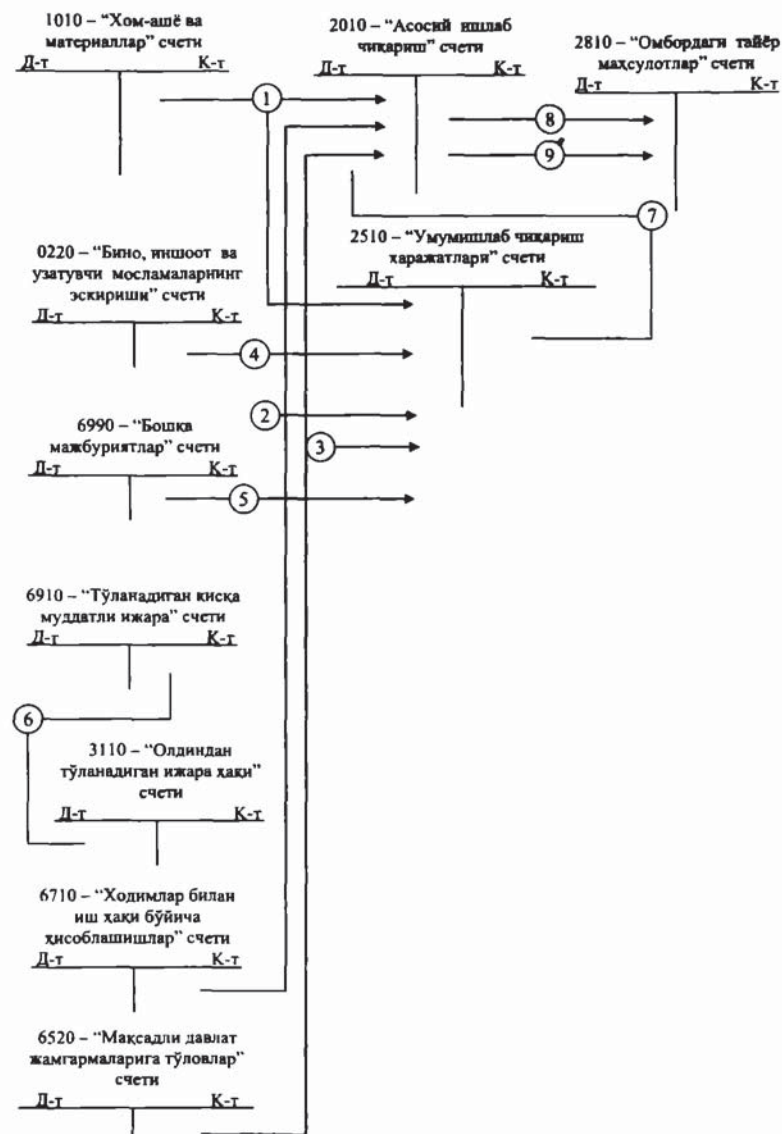 1010 – “Хом-ашё ва
материаллар” счети
Д-т К-т
2010 – “Асосий ишлаб
чиқариш” счети
2810 – “Омбордаги тайёр
маҳсулотлар” счети
Д-т К-т
1
8
9
7
0220 – “Бино, иншоот ва
узатувчи мосламаларнинг
эскириши” счети
Д-т К-т
2510 – “Умумишлаб чиқариш
харажатлари” счети
Д-т К-т
4
2
3
6990 – “Бошқа
мажбуриятлар” счети
Д-т К-т
5
6910 – “Тўланадиган қисқа
муддатли ижара” счети
Д-т К-т
6
3110 – “Олдиндан
тўланадиган ижара ҳақи”
счети
Д-т К-т
6710 – “Ходимлар билан
иш ҳақи бўйича
ҳисоблашишлар” счети
Д-т К-т
6520 – “Мақсадли давлат
жамғармаларига тўловлар”
счети
Д-т К-т